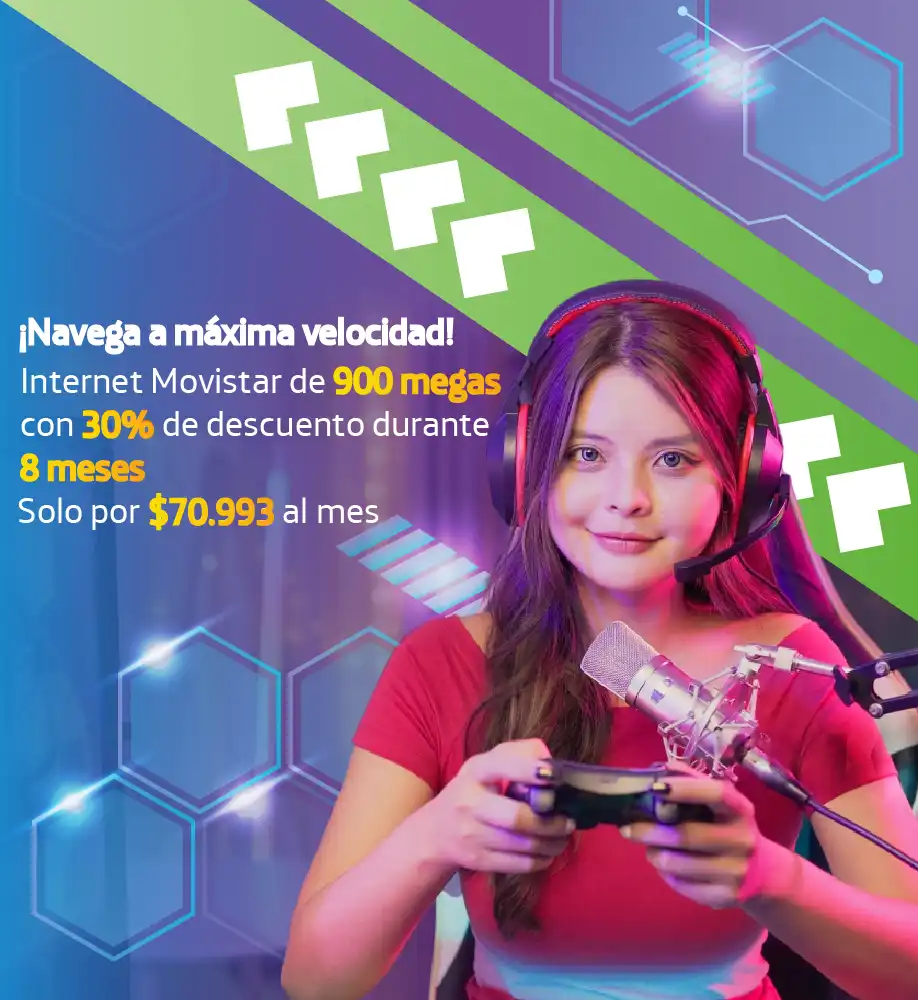 ¡Navega a máxima velocidad!
Internet Movistar de 900 megas
con 30% de descuento durante
8 meses
Solo por $70.993 al mes